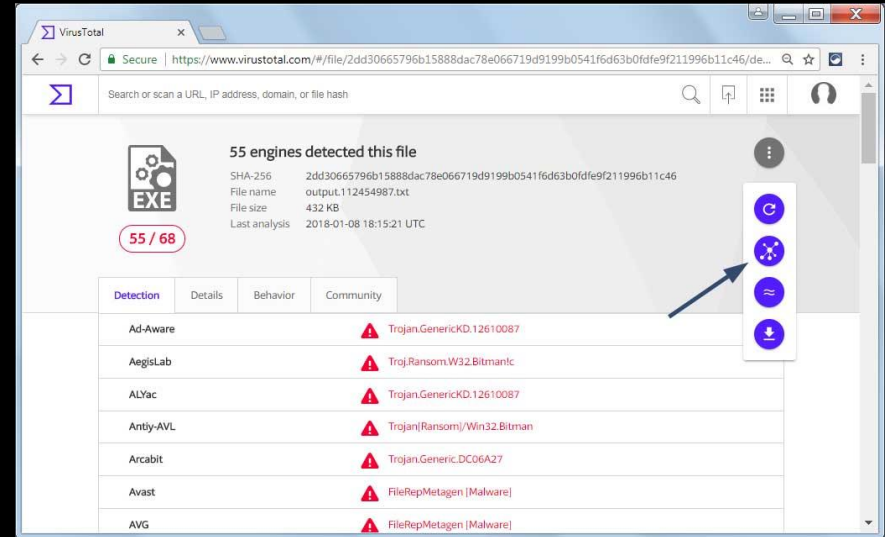 VirusTotal
Secure | https://www.virustotal.com/#/file/2dd30665796b15888dac78e066719d9199b0541f6d63b0fdfe9f211996b11c46/de...
Search or scan a URL, IP address, domain, or file hash
EXE
55 / 68
55 engines detected this file
SHA-256 2dd30665796b15888dac78e066719d9199b0541f6d63b0fdfe9f211996b11c46
File name output.112454987.txt
File size 432 KB
Last analysis 2018-01-08 18:15:21 UTC
Detection Details Behavior Community
Ad-Aware Trojan.GenericKD.12610087
AegisLab Troj.Ransom.W32.Bitman!c
ALYac Trojan.GenericKD.12610087
Antiy-AVL Trojan[Ransom]/Win32.Bitman
Arcabit Trojan.Generic.DC06A27
Avast FileRepMetagen [Malware]
AVG FileRepMetagen [Malware]